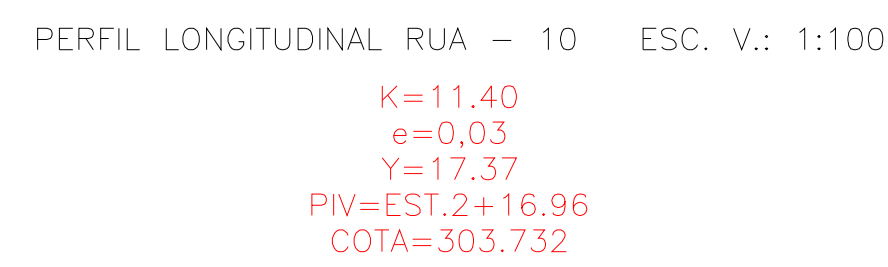 PERFIL LONGITUDINAL RUA – 10 ESC. V.: 1:100
K=11.40
e=0,03
Y=17.37
PIV=EST.2+16.96
COTA=303.732